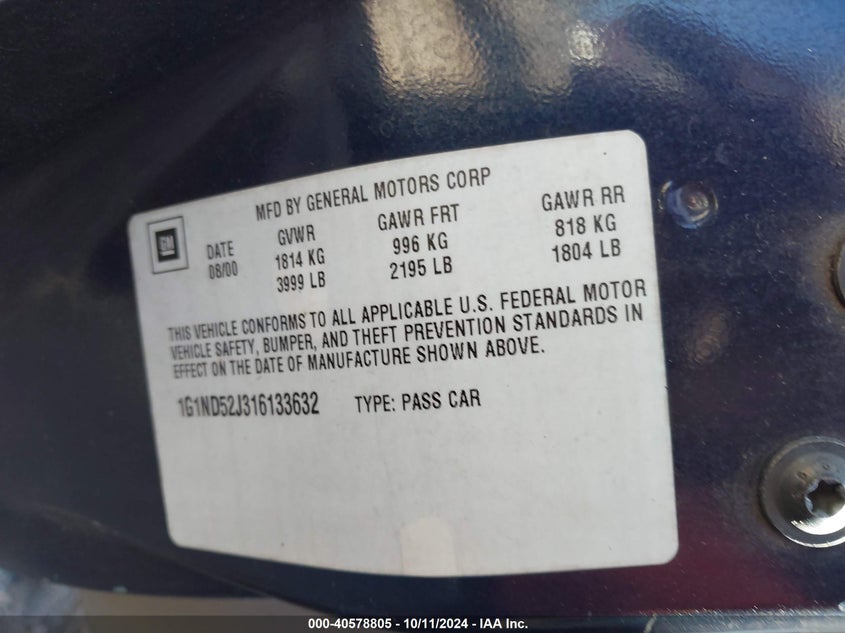 MFD BY GENERAL MOTORS CORP
GM
DATE GVWR GAWR FRT GAWR RR
08/00 1814 KG 996 KG 818 KG
3999 LB 2195 LB 1804 LB
THIS VEHICLE CONFORMS TO ALL APPLICABLE U.S. FEDERAL MOTOR
VEHICLE SAFETY, BUMPER, AND THEFT PREVENTION STANDARDS IN
EFFECT ON THE DATE OF MANUFACTURE SHOWN ABOVE.
1G1ND52J316133632 TYPE: PASS CAR
000-40578805 - 10/11/2024 - IAA Inc.